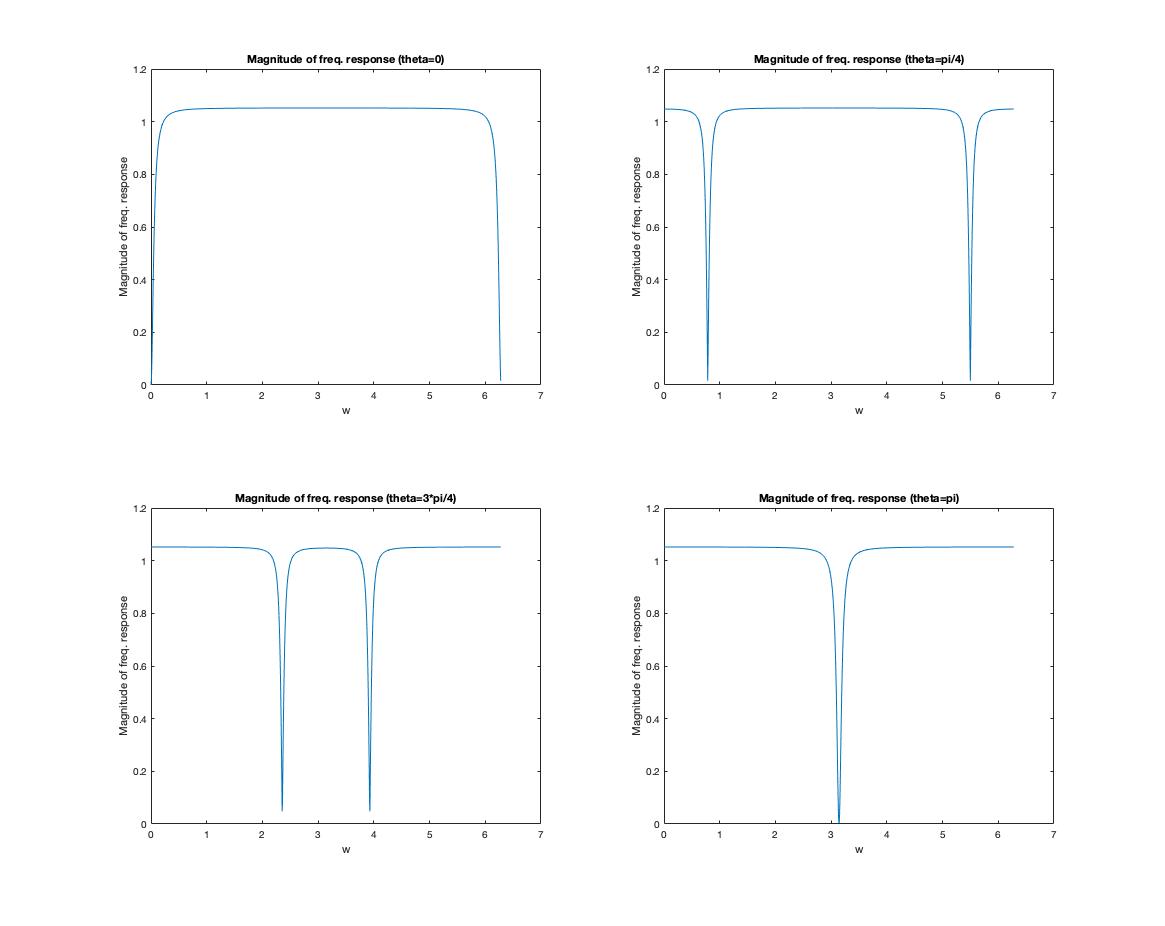 Magnitude of freq. response (theta=0)
Magnitude of freq. response
1.2
1
0.8
0.6
0.4
0.2
0
0 1 2 3 4 5 6 7
w
Magnitude of freq. response (theta=pi/4)
Magnitude of freq. response
1.2
1
0.8
0.6
0.4
0.2
0
0 1 2 3 4 5 6 7
w
Magnitude of freq. response (theta=3*pi/4)
Magnitude of freq. response
1.2
1
0.8
0.6
0.4
0.2
0
0 1 2 3 4 5 6 7
w
Magnitude of freq. response (theta=pi)
Magnitude of freq. response
1.2
1
0.8
0.6
0.4
0.2
0
0 1 2 3 4 5 6 7
w